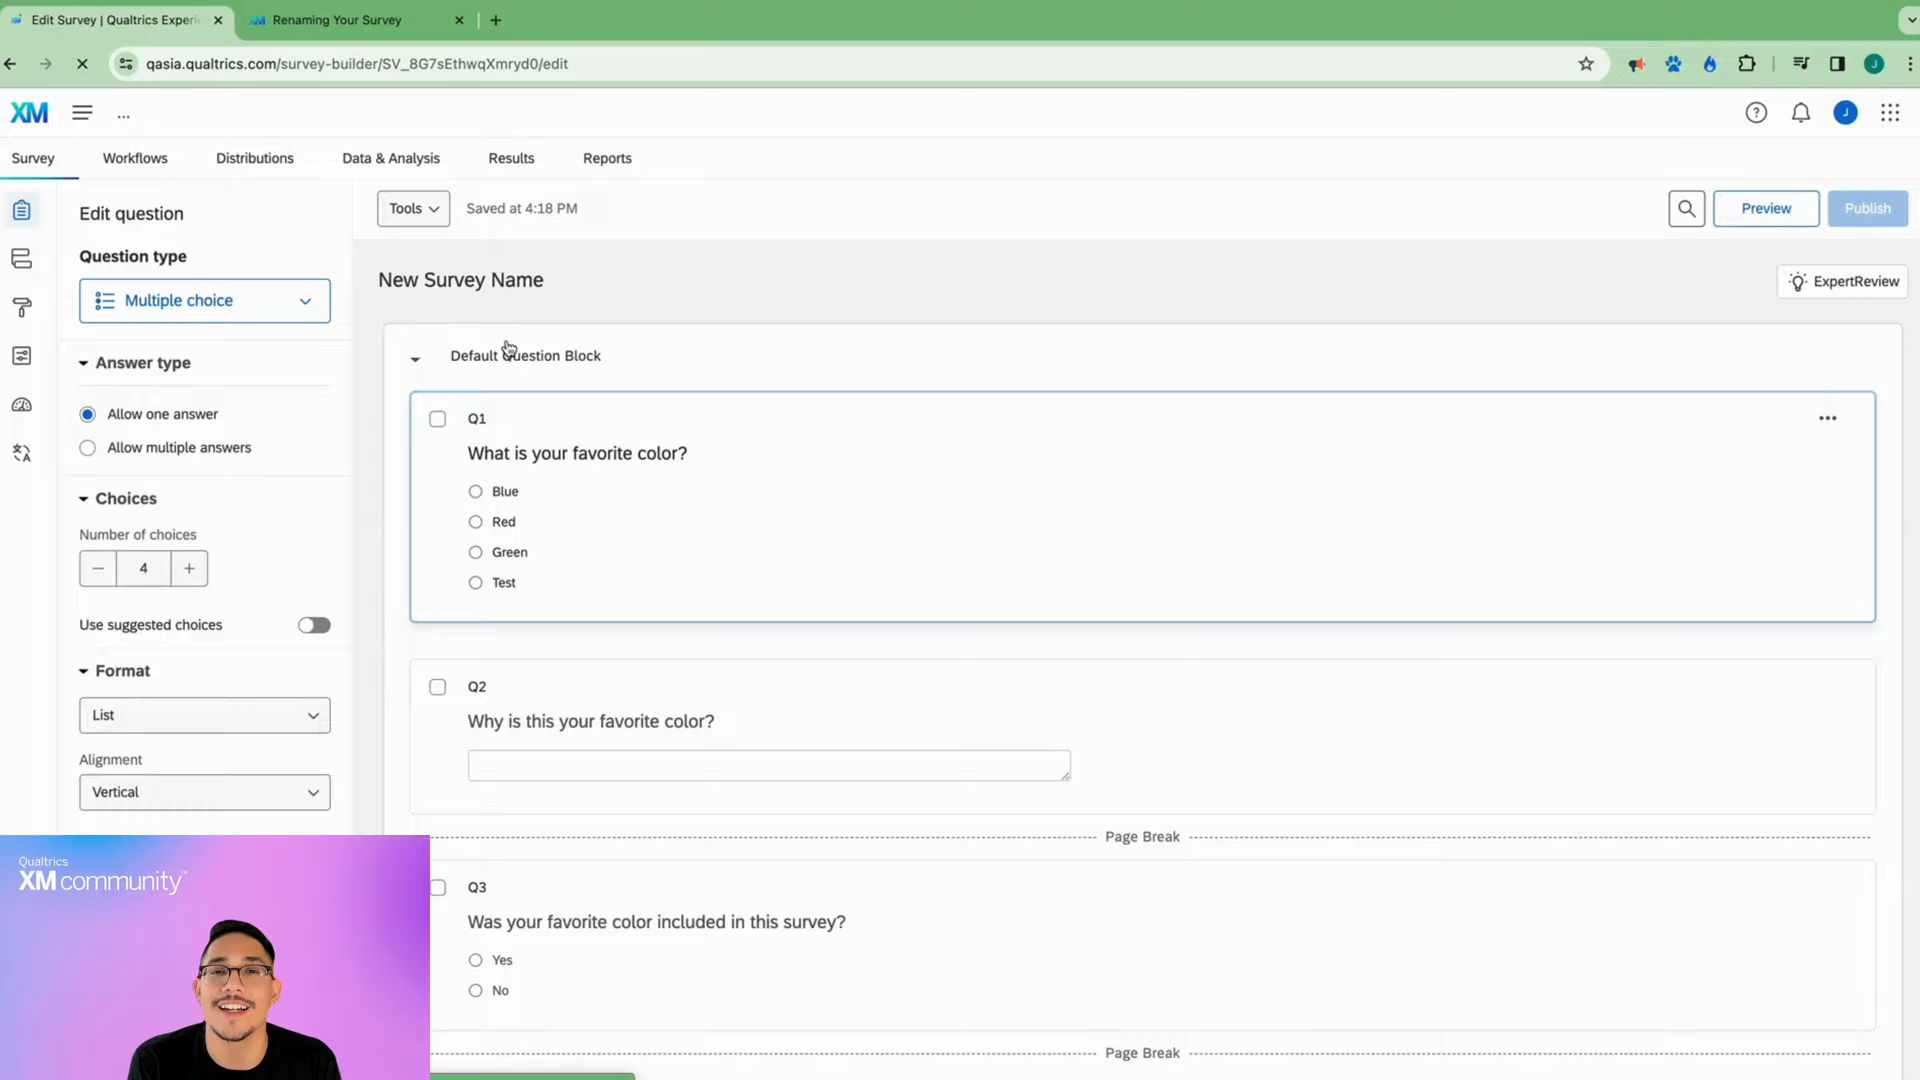 Edit Survey | Qualtrics Experi
Renaming Your Survey
qasia.qualtrics.com/survey-builder/SV_8G7sEthwqXmryd0/edit
J
XM
...
J
Survey
Workflows
Distributions
Data & Analysis
Results
Reports
Edit question
Tools
Saved at 4:18 PM
Preview
Publish
Question type
Multiple choice
New Survey Name
ExpertReview
Answer type
Allow one answer
Allow multiple answers
Default Question Block
Choices
Number of choices
4
Use suggested choices
Format
List
Alignment
Vertical
Q1
What is your favorite color?
Blue
Red
Green
Test
Q2
Why is this your favorite color?
Page Break
Q3
Was your favorite color included in this survey?
Yes
No
Page Break
Qualtrics
XM community™